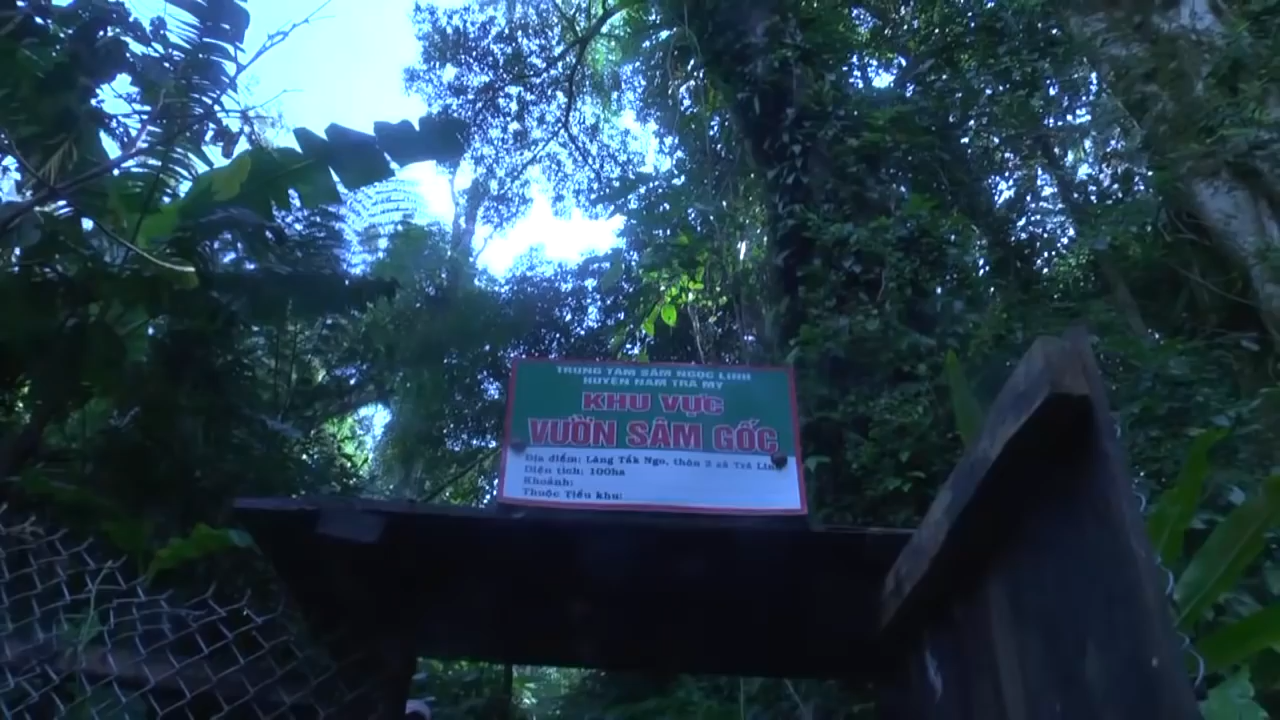 TRUNG TÂM SÂM NGỌC LINH
HUYỆN NAM TRÀ MY
KHU VỰC
VƯỜN SÂM GỐC
Địa điểm: Làng Tắk Ngo, thôn 2 xã Trà Linh
Diện tích: 100ha
Khoảnh:
Thuộc Tiểu khu: